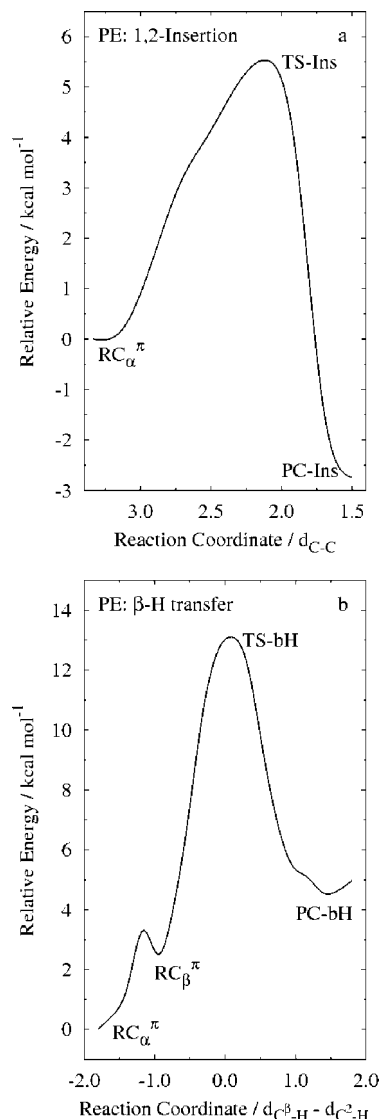 PE: 1,2-Insertion a
6
5
4
3
2
1
0
-1
-2
-3
TS-Ins
RCαπ
PC-Ins
3.0 2.5 2.0 1.5
Relative Energy / kcal mol⁻¹
Reaction Coordinate / dC-C
PE: β-H transfer b
14
12
10
8
6
4
2
0
TS-bH
PC-bH
RCβπ
RCαπ
-2.0 -1.0 0.0 1.0 2.0
Relative Energy / kcal mol⁻¹
Reaction Coordinate / dCβ-H - dC2-H